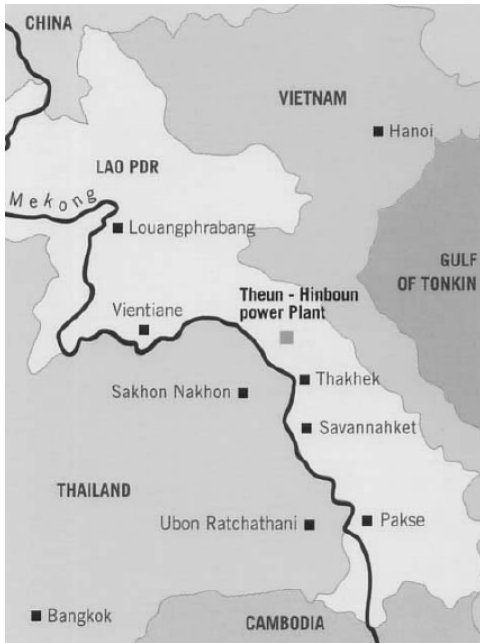 CHINA
VIETNAM
Hanoi
LAO PDR
Mekong
Louangphrabang
GULF
OF TONKIN
Theun - Hinboun
power Plant
Vientiane
Thakhek
Sakhon Nakhon
Savannahket
THAILAND
Ubon Ratchathani
Pakse
Bangkok
CAMBODIA